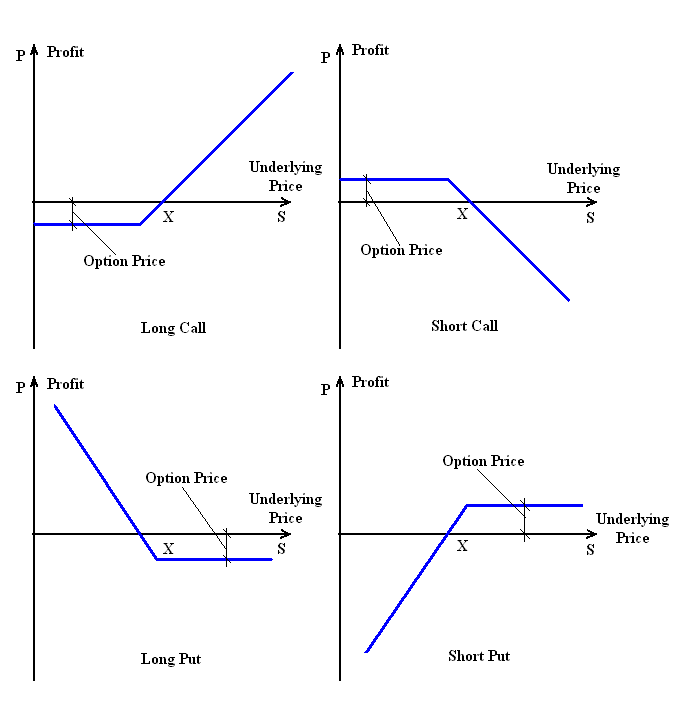 P Profit
Underlying
Price
X
S
Option Price
Long Call
P Profit
Underlying
Price
X
S
Option Price
Short Call
P Profit
Option Price
Underlying
Price
X
S
Long Put
P Profit
Option Price
Underlying
Price
X
S
Short Put